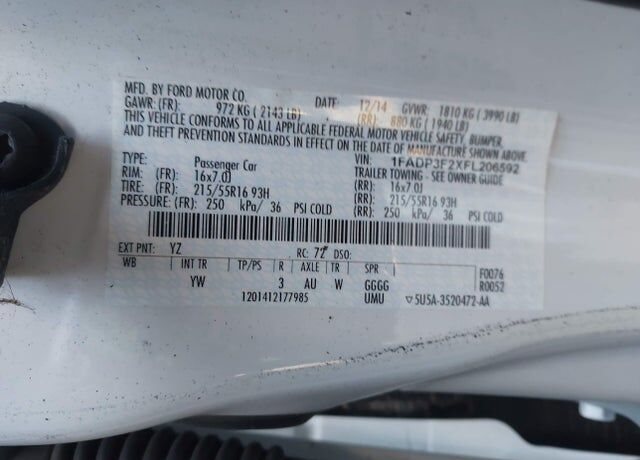 MFD. BY FORD MOTOR CO.
DATE: 12/14 GVWR: 1810 KG ( 3990 LB)
GAWR: (FR): 972 KG ( 2143 LB) (RR): 880 KG ( 1940 LB)
THIS VEHICLE CONFORMS TO ALL APPLICABLE FEDERAL MOTOR VEHICLE SAFETY, BUMPER,
AND THEFT PREVENTION STANDARDS IN EFFECT ON THE DATE OF MANUFACTURE SHOWN ABOVE.
VIN: 1FADP3F2XFL206592
TYPE: Passenger Car TRAILER TOWING - SEE OWNER GUIDE
RIM: (FR): 16x7.0J (RR): 16x7.0J
TIRE: (FR): 215/55R16 93H (RR): 215/55R16 93H
PRESSURE: (FR): 250 kPa/ 36 PSI COLD (RR): 250 kPa/ 36 PSI COLD
EXT PNT: YZ RC: 72 DSO:
WB INT TR TP/PS R AXLE TR SPR F0076
YW 3 AU W GGGG R0052
1201412177985 UMU ▽5U5A-3520472-AA